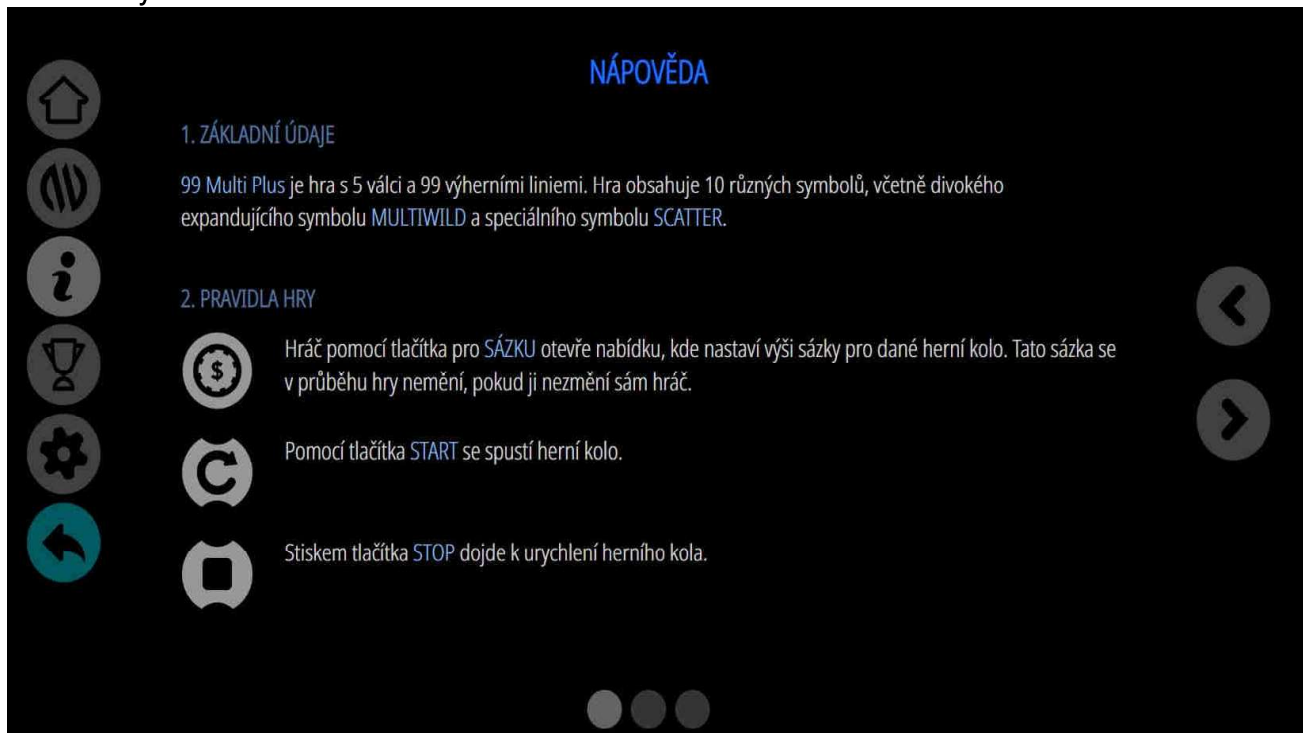 NÁPOVĚDA
1. ZÁKLADNÍ ÚDAJE
99 Multi Plus je hra s 5 válci a 99 výherními liniemi. Hra obsahuje 10 různých symbolů, včetně divokého
expandujícího symbolu MULTIWILD a speciálního symbolu SCATTER.
2. PRAVIDLA HRY
Hráč pomocí tlačítka pro SÁZKU otevře nabídku, kde nastaví výši sázky pro dané herní kolo. Tato sázka se
v průběhu hry nemění, pokud ji nezmění sám hráč.
Pomocí tlačítka START se spustí herní kolo.
Stiskem tlačítka STOP dojde k urychlení herního kola.